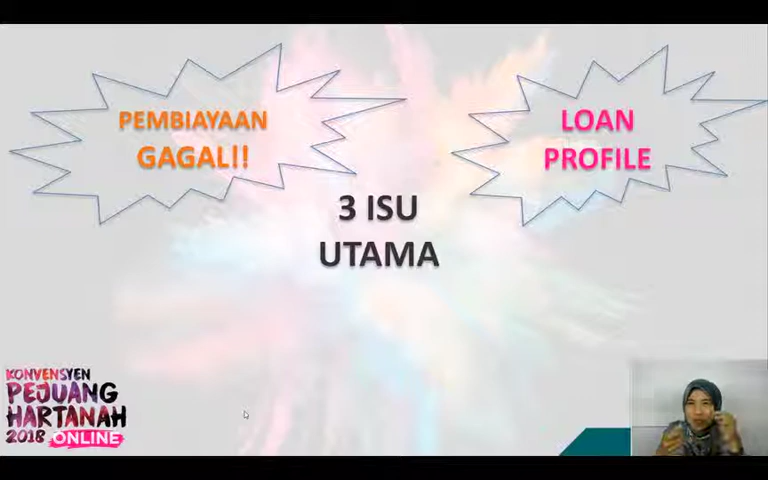 PEMBIAYAAN
GAGAL!!
LOAN
PROFILE
3 ISU
UTAMA
KONVENSYEN
PEJUANG
HARTANAH
2018 ONLINE